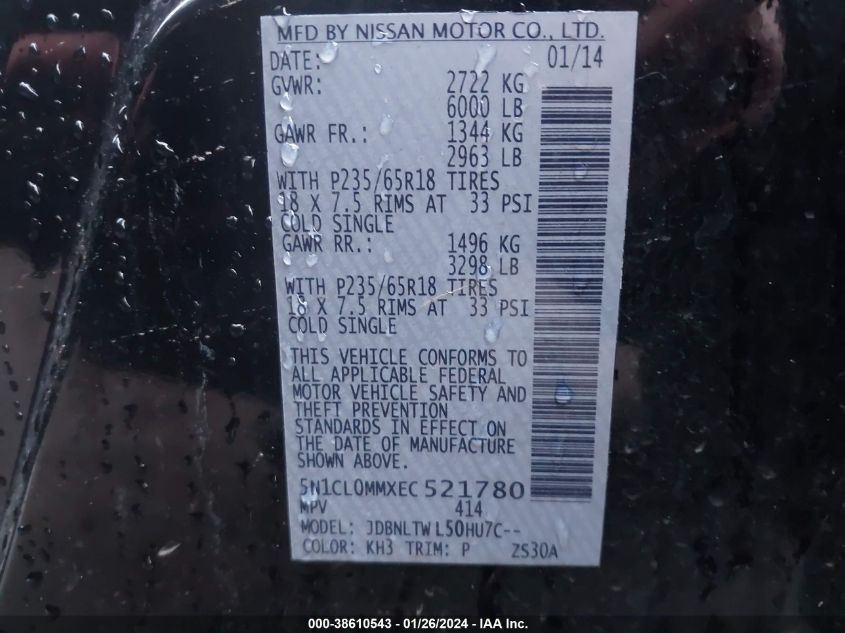 MFD BY NISSAN MOTOR CO., LTD.
DATE: 01/14
GVWR: 2722 KG
6000 LB
GAWR FR.: 1344 KG
2963 LB
WITH P235/65R18 TIRES
18 X 7.5 RIMS AT 33 PSI
COLD SINGLE
GAWR RR.: 1496 KG
3298 LB
WITH P235/65R18 TIRES
18 X 7.5 RIMS AT 33 PSI
COLD SINGLE
THIS VEHICLE CONFORMS TO
ALL APPLICABLE FEDERAL
MOTOR VEHICLE SAFETY AND
THEFT PREVENTION
STANDARDS IN EFFECT ON
THE DATE OF MANUFACTURE
SHOWN ABOVE.
5N1CL0MMXEC521780
MPV 414
MODEL: JDBNLTW L50HU7C--
COLOR: KH3 TRIM: P ZS30A
000-38610543 - 01/26/2024 - IAA Inc.